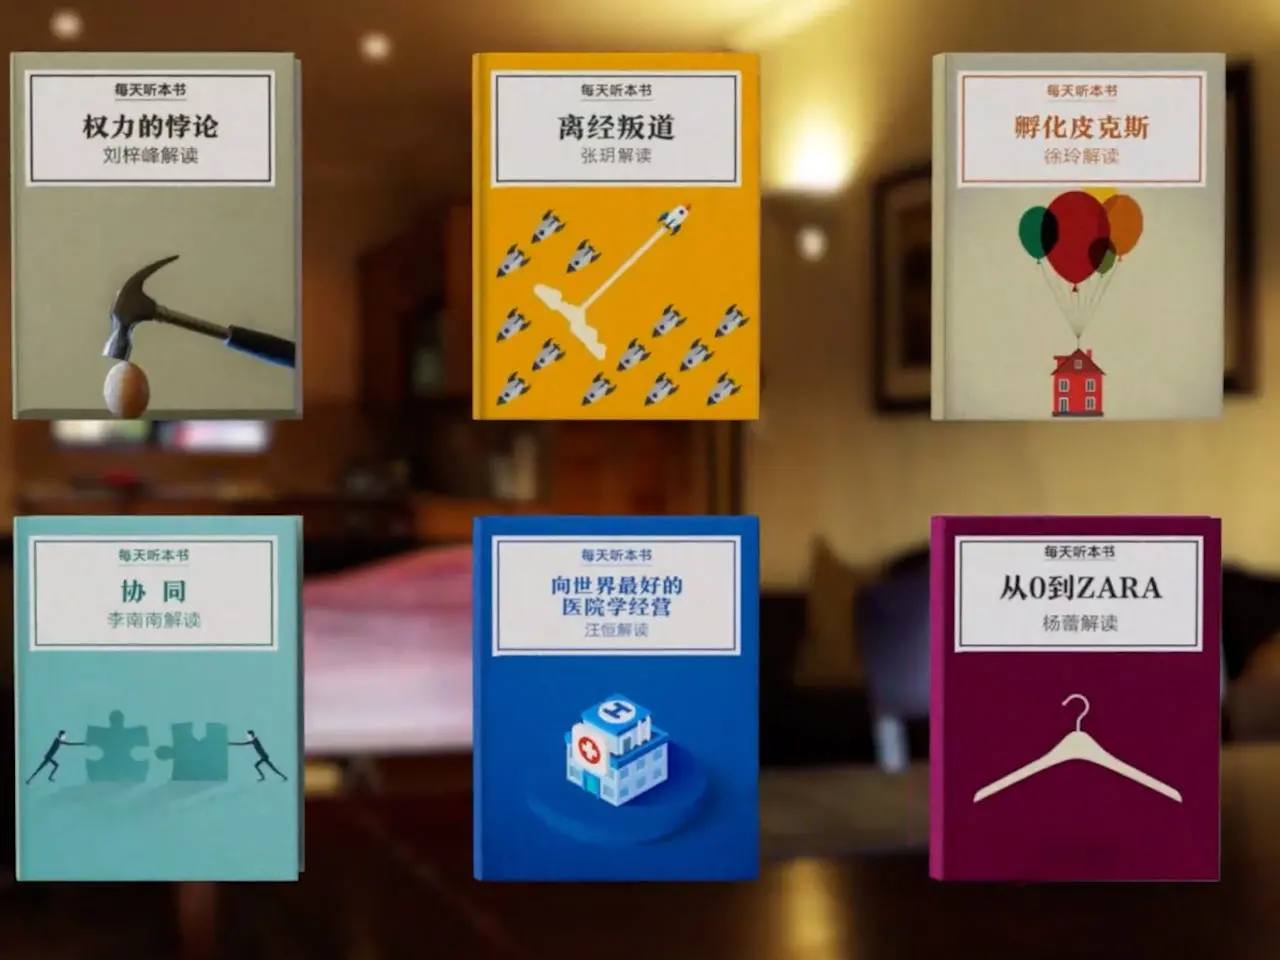 每天听本书
权力的悖论
刘梓峰解读
每天听本书
离经叛道
张玥解读
每天听本书
孵化皮克斯
徐玲解读
每天听本书
协同
李南南解读
每天听本书
向世界最好的
医院学经营
汪恒解读
每天听本书
从0到ZARA
杨蕾解读